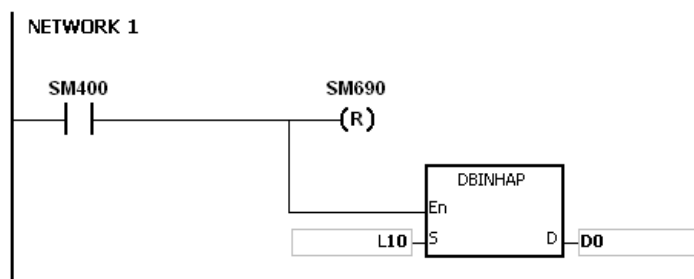 NETWORK 1
SM400
SM690
(R)
DBINHAP
En
L10 S D D0